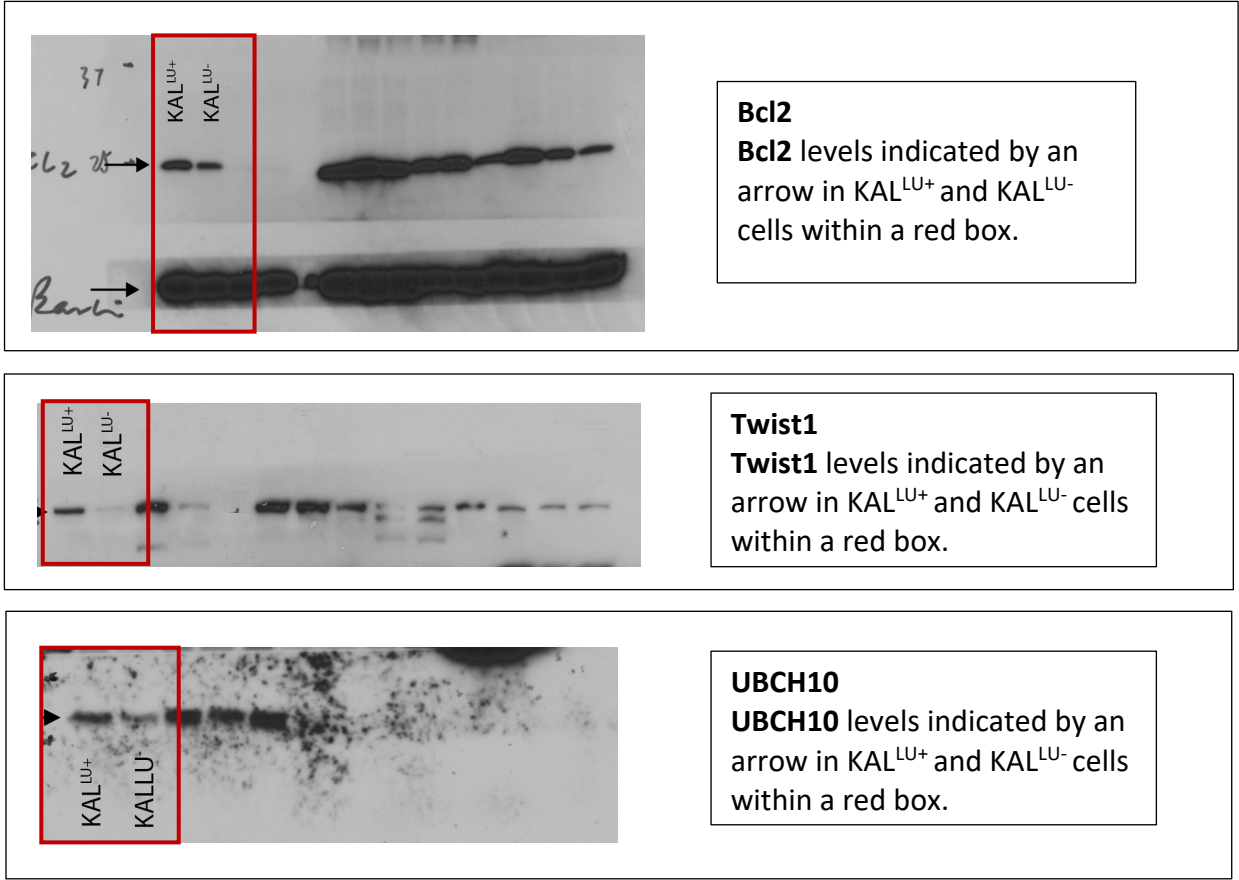 37
KAL^LU+
KAL^LU-
CL2 25
Bcl2
Bcl2 levels indicated by an
arrow in KAL^LU+ and KAL^LU-
cells within a red box.
KAL^LU+
KAL^LU-
Twist1
Twist1 levels indicated by an
arrow in KAL^LU+ and KAL^LU- cells
within a red box.
KAL^LU+
KALLU^-
UBCH10
UBCH10 levels indicated by an
arrow in KAL^LU+ and KAL^LU- cells
within a red box.